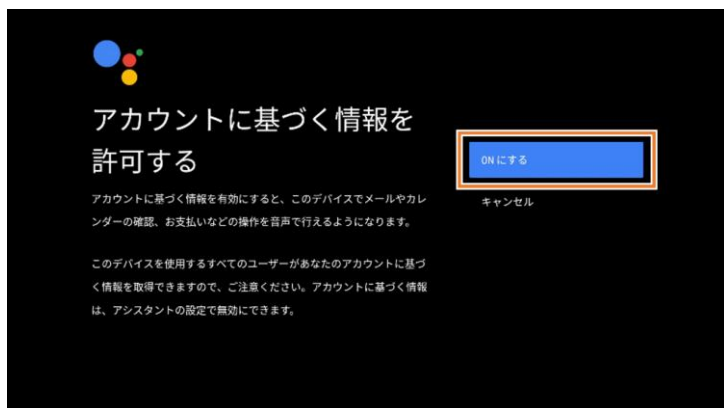 アカウントに基づく情報を
許可する
アカウントに基づく情報を有効にすると、このデバイスでメールやカレ
ンダーの確認、お支払いなどの操作を音声で行えるようになります。
このデバイスを使用するすべてのユーザーがあなたのアカウントに基づ
く情報を取得できますので、ご注意ください。アカウントに基づく情報
は、アシスタントの設定で無効にできます。
ON にする
キャンセル